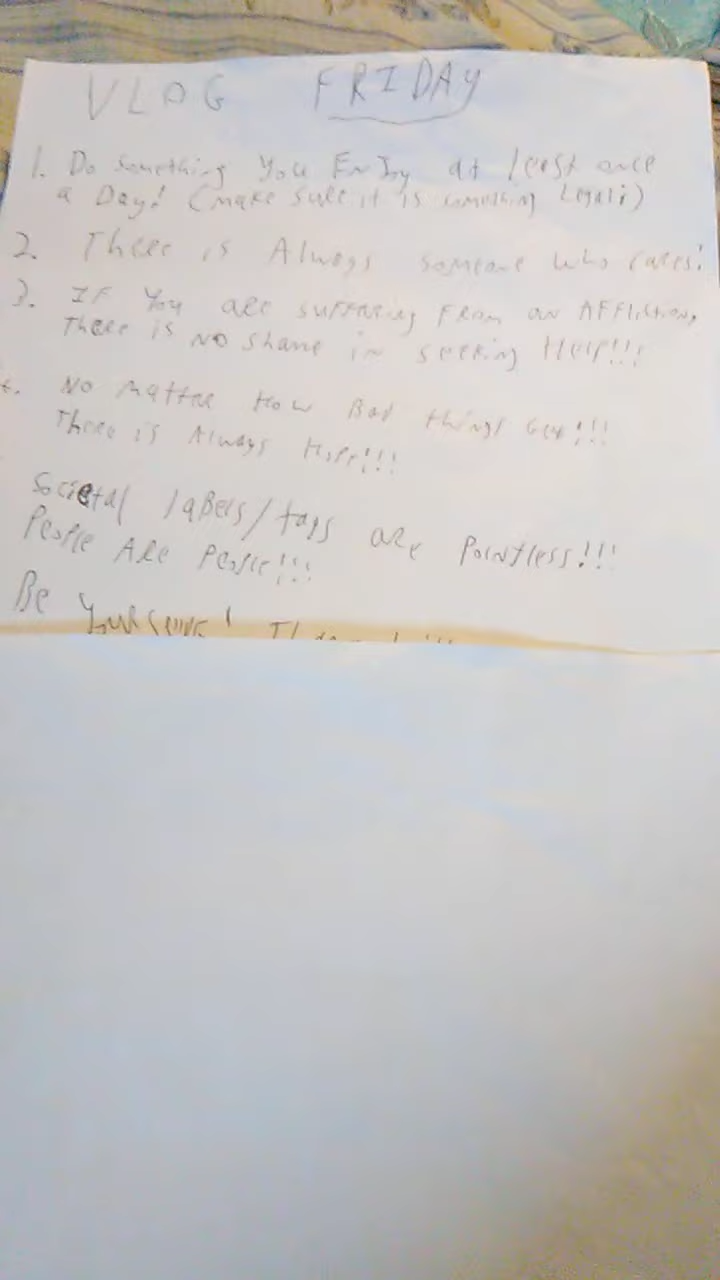 VLOG FRIDAY
1. Do something You EnJoy at least once
a Day! (make sure it is something Legal!)
2. There is Always someone who cares!
3. IF You are suffering From an AFFliction,
There is No shame in seeking Help!!!
4. No matter How Bad things Get!!!
There is Always Hope!!!
Societal labels/tags are Pointless!!!
People Are People!!!
Be Yourself!